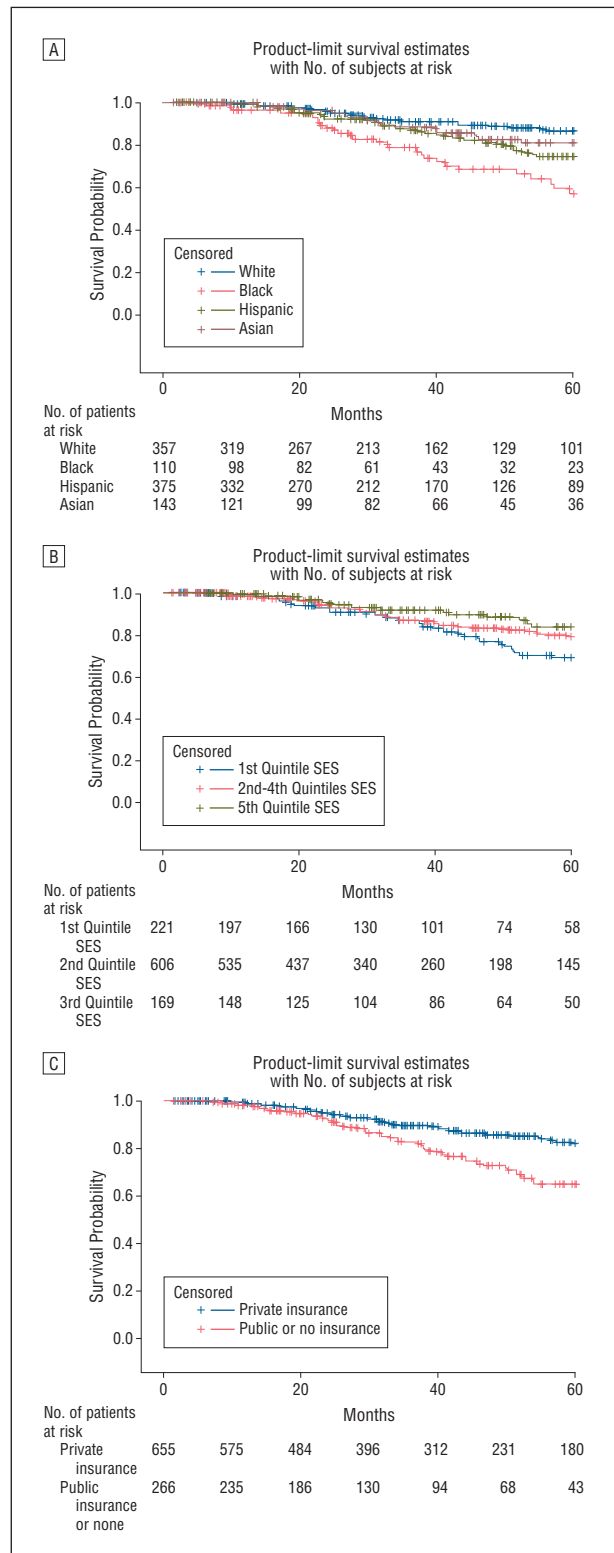 A
Product-limit survival estimates
with No. of subjects at risk
1.0
0.8
0.6
0.4
0.2
0.0
Survival Probability
Censored
White
Black
Hispanic
Asian
0 20 40 60
Months
No. of patients
at risk
White 357 319 267 213 162 129 101
Black 110 98 82 61 43 32 23
Hispanic 375 332 270 212 170 126 89
Asian 143 121 99 82 66 45 36
B
Product-limit survival estimates
with No. of subjects at risk
1.0
0.8
0.6
0.4
0.2
0.0
Survival Probability
Censored
1st Quintile SES
2nd-4th Quintiles SES
5th Quintile SES
0 20 40 60
Months
No. of patients
at risk
1st Quintile 221 197 166 130 101 74 58
SES
2nd Quintile 606 535 437 340 260 198 145
SES
3rd Quintile 169 148 125 104 86 64 50
SES
C
Product-limit survival estimates
with No. of subjects at risk
1.0
0.8
0.6
0.4
0.2
0.0
Survival Probability
Censored
Private insurance
Public or no insurance
0 20 40 60
Months
No. of patients
at risk
Private 655 575 484 396 312 231 180
insurance
Public 266 235 186 130 94 68 43
insurance
or none